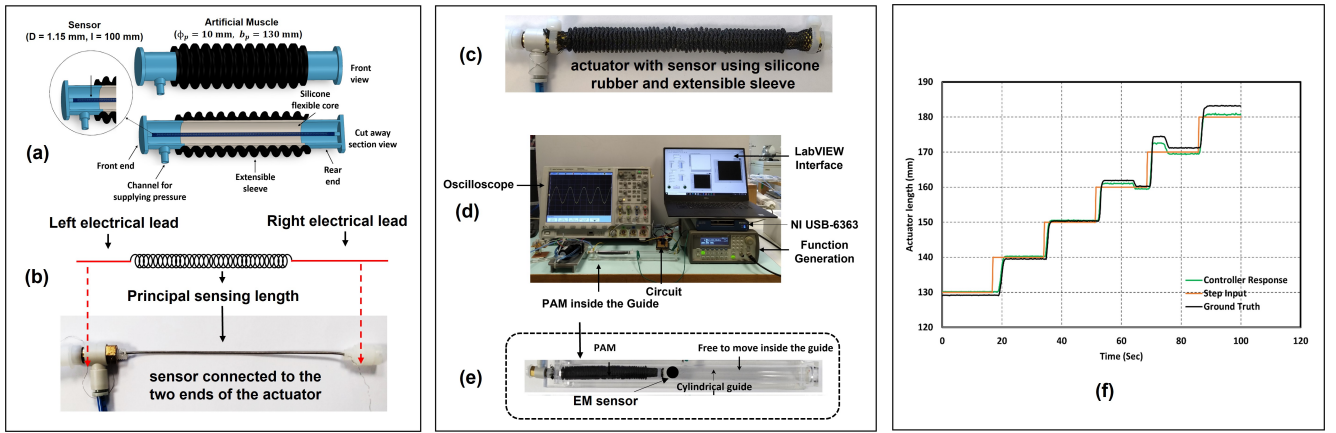 Sensor
(D = 1.15 mm, l = 100 mm)
Artificial Muscle
(ϕp = 10 mm, bp = 130 mm)
Front
view
Silicone
flexible core
Cut away
section view
(a)
Front end
Channel for
supplying pressure
Extensible
sleeve
Rear
end
Left electrical lead
Right electrical lead
(b)
Principal sensing length
sensor connected to the
two ends of the actuator
(c)
actuator with sensor using silicone
rubber and extensible sleeve
Oscilloscope
(d)
LabVIEW
Interface
NI USB-6363
Function
Generation
Circuit
PAM inside the Guide
PAM
Free to move inside the guide
(e)
Cylindrical guide
EM sensor
Actuator length (mm)
190
180
170
160
150
140
130
120
Controller Response
Step Input
Ground Truth
0 20 40 60 80 100 120
Time (Sec)
(f)